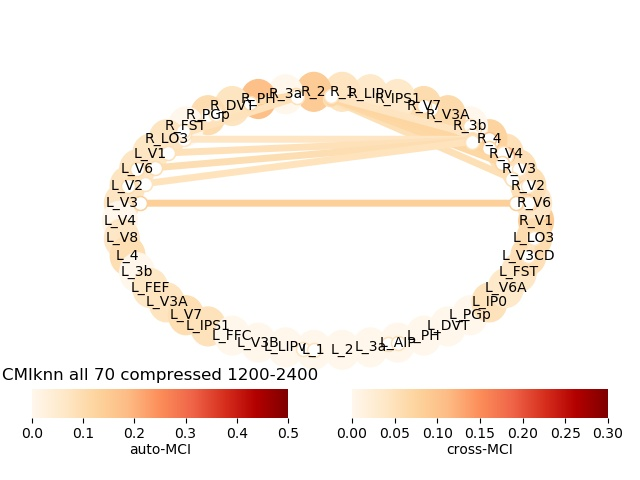 R_3a
R_2
R_1
R_LIPv
R_PH
R_IPS1
R_DVT
R_V7
R_PGp
R_V3A
R_FST
R_3b
R_LO3
R_4
L_V1
R_V4
L_V6
R_V3
L_V2
R_V2
L_V3
R_V6
L_V4
R_V1
L_V8
L_LO3
L_4
L_V3CD
L_3b
L_FST
L_FEF
L_V6A
L_V3A
L_IP0
L_V7
L_PGp
L_IPS1
L_DVT
L_FFC
L_PH
L_V3B
L_AIP
L_LIPv
L_1
L_2
L_3a
CMIknn all 70 compressed 1200-2400
0.0 0.1 0.2 0.3 0.4 0.5
auto-MCI
0.00 0.05 0.10 0.15 0.20 0.25 0.30
cross-MCI